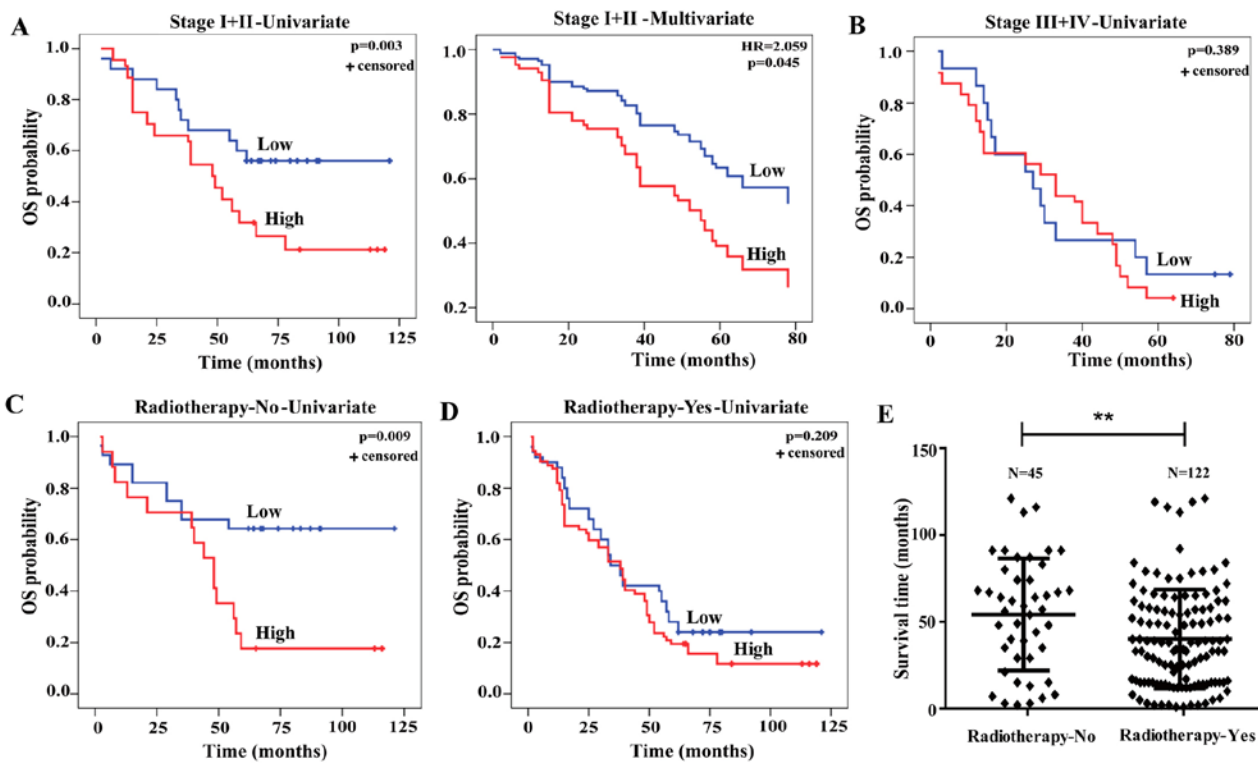 A
Stage I+II-Univariate
p=0.003
+ censored
OS probability
1.0
0.8
0.6
0.4
0.2
0.0
Low
High
0 25 50 75 100 125
Time (months)
Stage I+II -Multivariate
HR=2.059
p=0.045
OS probability
1.0
0.8
0.6
0.4
0.2
Low
High
0 20 40 60 80
Time (months)
B
Stage III+IV-Univariate
p=0.389
+ censored
OS probability
1.0
0.8
0.6
0.4
0.2
0.0
Low
High
0 20 40 60 80
Time (months)
C
Radiotherapy-No-Univariate
p=0.009
+ censored
OS probability
1.0
0.8
0.6
0.4
0.2
0.0
Low
High
0 25 50 75 100 125
Time (months)
D
Radiotherapy-Yes-Univariate
p=0.209
+ censored
OS probability
1.0
0.8
0.6
0.4
0.2
0.0
Low
High
0 25 50 75 100 125
Time (months)
E
**
N=45 N=122
Survival time (months)
150
100
50
0
Radiotherapy-No Radiotherapy-Yes